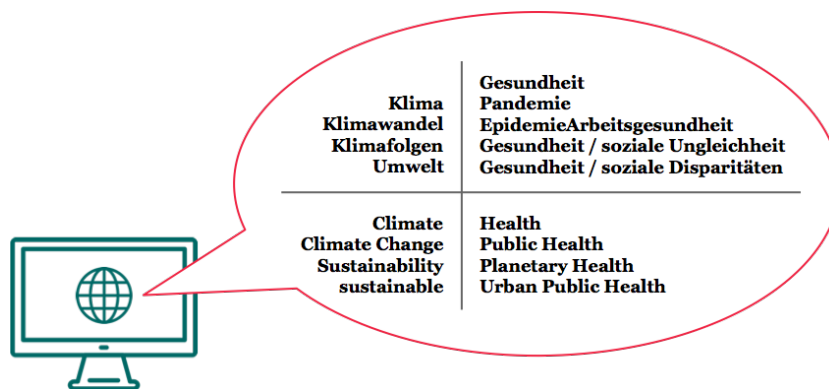 Gesundheit
Klima Pandemie
Klimawandel EpidemieArbeitsgesundheit
Klimafolgen Gesundheit / soziale Ungleichheit
Umwelt Gesundheit / soziale Disparitäten
Climate Health
Climate Change Public Health
Sustainability Planetary Health
sustainable Urban Public Health